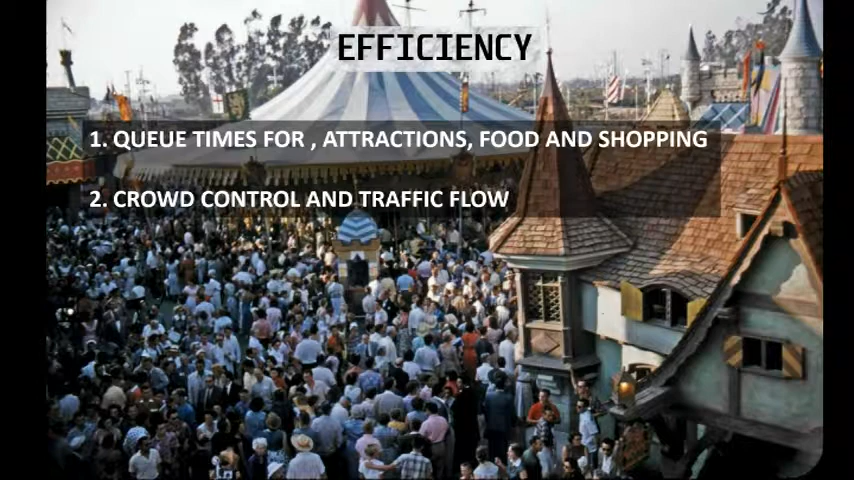 EFFICIENCY
1. QUEUE TIMES FOR , ATTRACTIONS, FOOD AND SHOPPING
2. CROWD CONTROL AND TRAFFIC FLOW